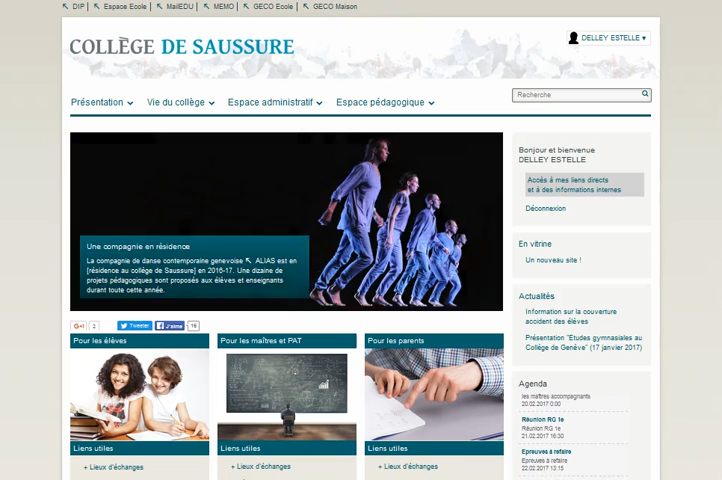 DIP | Espace Ecole | MailEDU | MEMO | GECO Ecole | GECO Maison
COLLÈGE DE SAUSSURE
DELLEY ESTELLE ▾
Présentation
Vie du collège
Espace administratif
Espace pédagogique
Recherche
Une compagnie en résidence
La compagnie de danse contemporaine genevoise ALIAS est en
[résidence au collège de Saussure] en 2016-17. Une dizaine de
projets pédagogiques sont proposés aux élèves et enseignants
durant toute cette année.
G+1 2 Tweeter J'aime 16
Pour les élèves
Liens utiles
+ Lieux d'échanges
Pour les maîtres et PAT
Liens utiles
+ Lieux d'échanges
Pour les parents
Liens utiles
+ Lieux d'échanges
Bonjour et bienvenue
DELLEY ESTELLE
Accès à mes liens directs
et à des informations internes
Déconnexion
En vitrine
Un nouveau site !
Actualités
Information sur la couverture
accident des élèves
Présentation "Etudes gymnasiales au
Collège de Genève" (17 janvier 2017)
Agenda
les maîtres accompagnants
20.02.2017 0:00
Réunion RG 1e
Réunion RG 1e
21.02.2017 16:30
Epreuves à refaire
Epreuves à refaire
22.02.2017 13:15